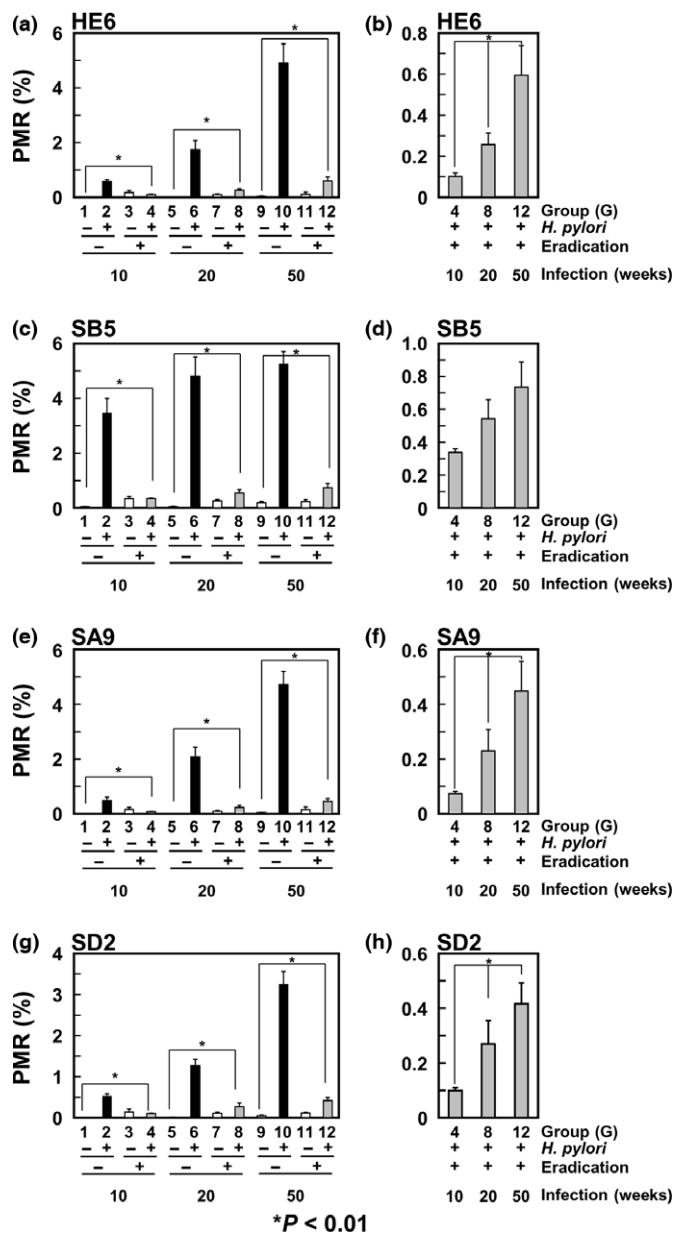 (a) HE6 (b) HE6
PMR (%)
6
4
2
0
*
*
*
0.8
0.6
0.4
0.2
0
*
1 2 3 4 5 6 7 8 9 10 11 12 4 8 12 Group (G)
− + − + − + − + − + − + + + + H. pylori
− + − + − + + + + Eradication
10 20 50 10 20 50 Infection (weeks)
(c) SB5 (d) SB5
PMR (%)
6
4
2
0
*
*
*
1.0
0.8
0.6
0.4
0.2
0
1 2 3 4 5 6 7 8 9 10 11 12 4 8 12 Group (G)
− + − + − + − + − + − + + + + H. pylori
− + − + − + + + + Eradication
10 20 50 10 20 50 Infection (weeks)
(e) SA9 (f) SA9
PMR (%)
6
4
2
0
*
*
*
0.6
0.4
0.2
0
*
1 2 3 4 5 6 7 8 9 10 11 12 4 8 12 Group (G)
− + − + − + − + − + − + + + + H. pylori
− + − + − + + + + Eradication
10 20 50 10 20 50 Infection (weeks)
(g) SD2 (h) SD2
PMR (%)
4
3
2
1
0
*
*
*
0.6
0.4
0.2
0
*
1 2 3 4 5 6 7 8 9 10 11 12 4 8 12 Group (G)
− + − + − + − + − + − + + + + H. pylori
− + − + − + + + + Eradication
10 20 50 10 20 50 Infection (weeks)
*P < 0.01